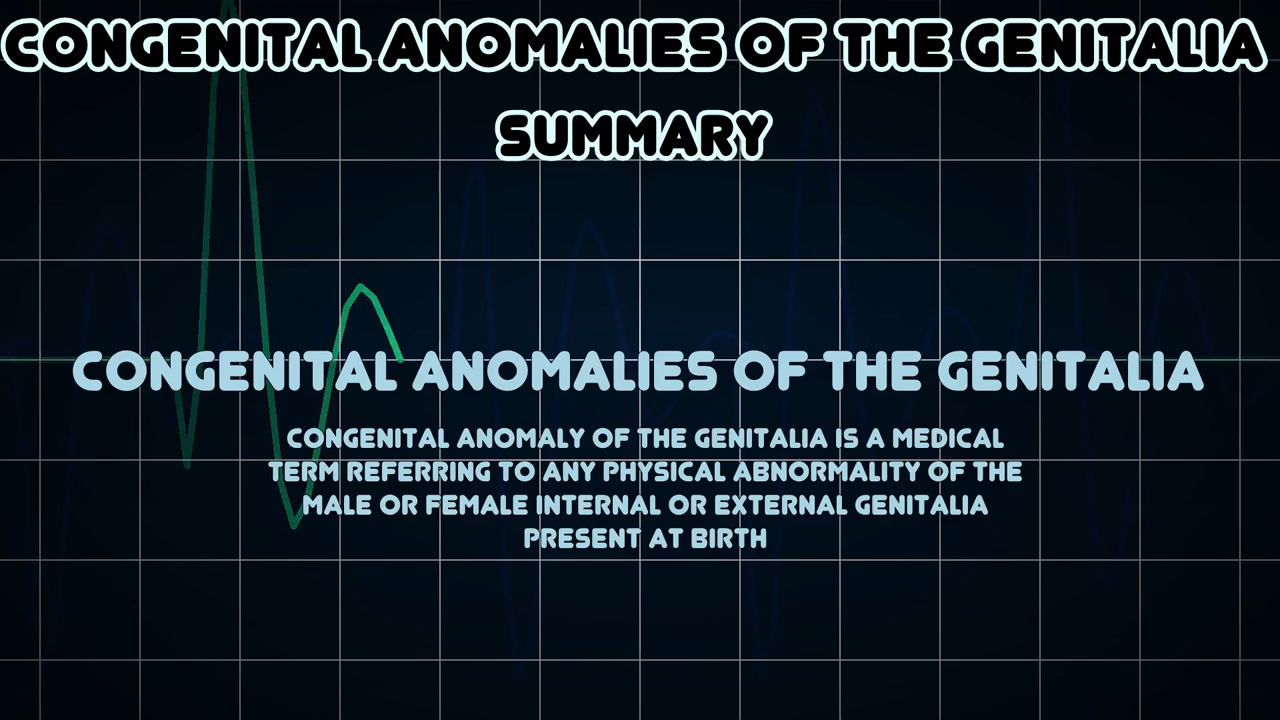 CONGENITAL ANOMALIES OF THE GENITALIA
SUMMARY
CONGENITAL ANOMALIES OF THE GENITALIA
CONGENITAL ANOMALY OF THE GENITALIA IS A MEDICAL
TERM REFERRING TO ANY PHYSICAL ABNORMALITY OF THE
MALE OR FEMALE INTERNAL OR EXTERNAL GENITALIA
PRESENT AT BIRTH